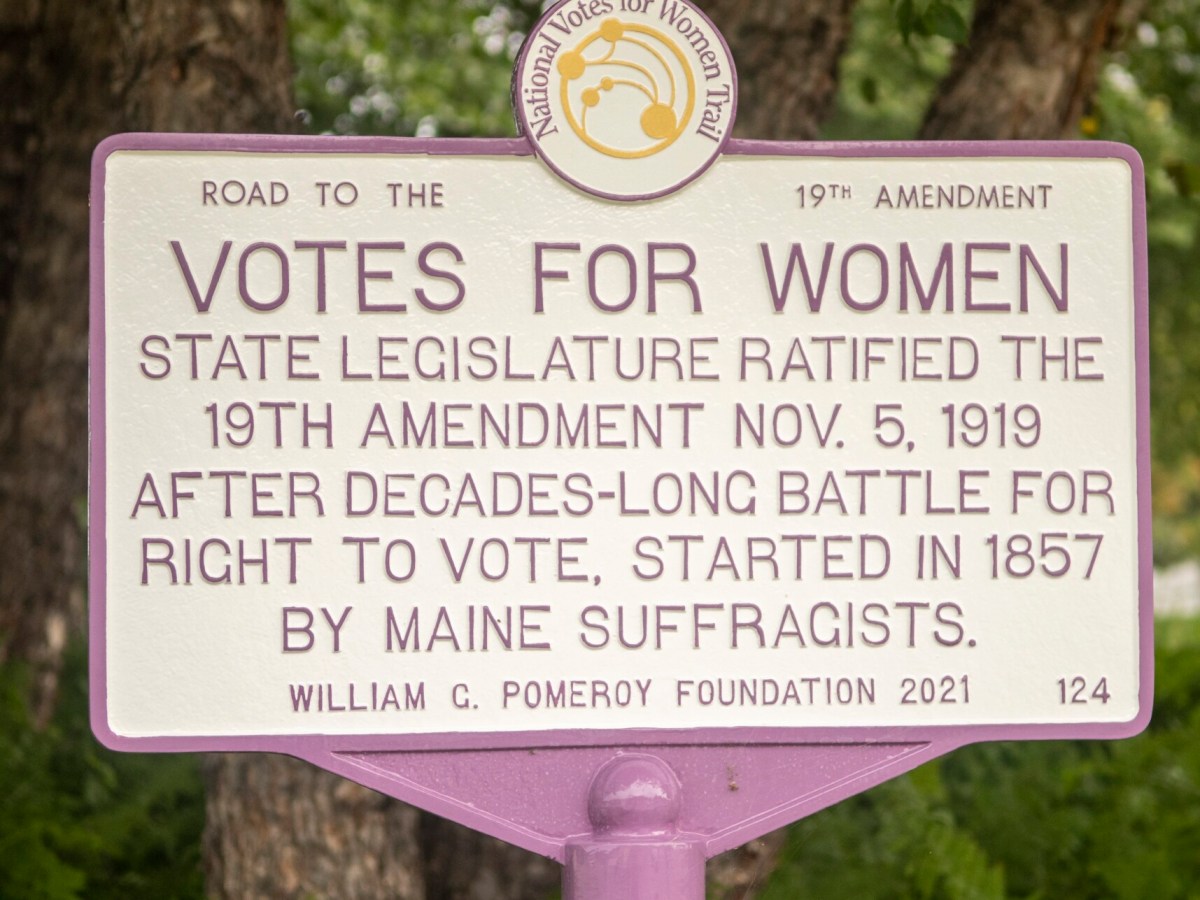 National Votes for Women Trail
ROAD TO THE 19TH AMENDMENT
VOTES FOR WOMEN
STATE LEGISLATURE RATIFIED THE
19TH AMENDMENT NOV. 5, 1919
AFTER DECADES-LONG BATTLE FOR
RIGHT TO VOTE, STARTED IN 1857
BY MAINE SUFFRAGISTS.
WILLIAM G. POMEROY FOUNDATION 2021 124